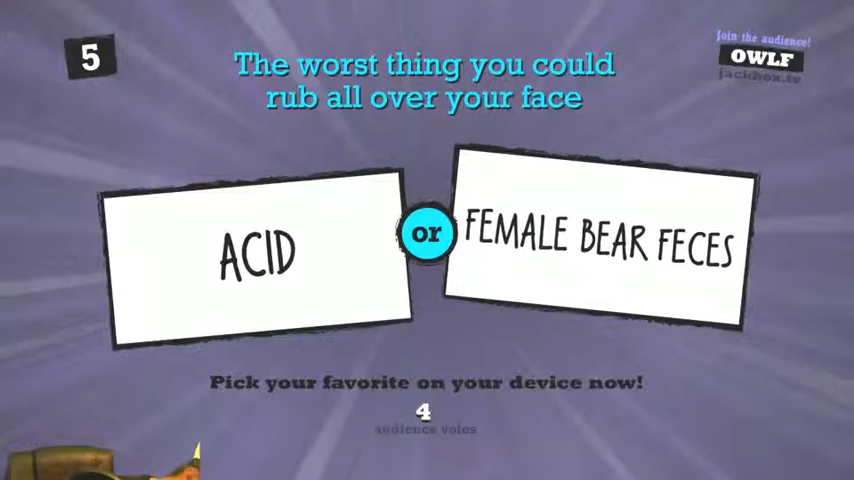 5
Join the audience!
OWLF
jackbox.tv
The worst thing you could
rub all over your face
ACID
or
FEMALE BEAR FECES
Pick your favorite on your device now!
4
audience votes